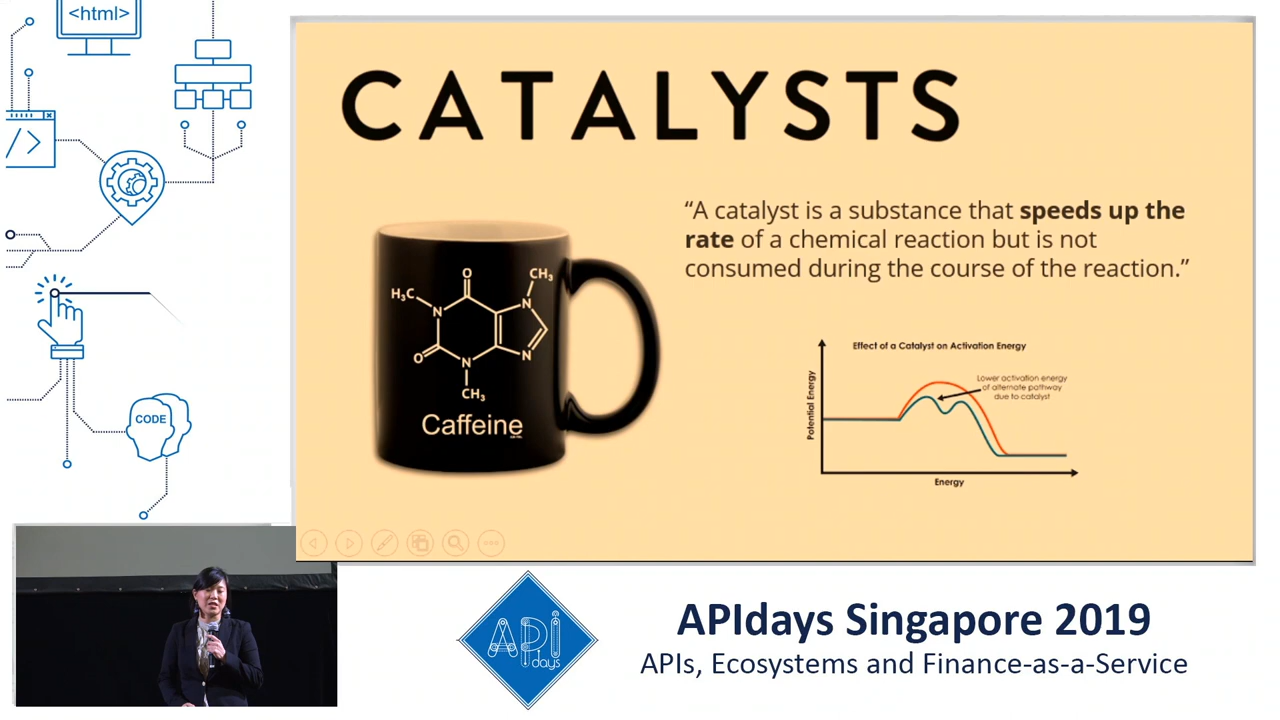 <html>
</>
CODE
CATALYSTS
“A catalyst is a substance that speeds up the
rate of a chemical reaction but is not
consumed during the course of the reaction.”
O
CH₃
H₃C
N
N
O
N
N
CH₃
Caffeine
Effect of a Catalyst on Activation Energy
Lower activation energy
of alternate pathway
due to catalyst
Potential Energy
Energy
API
days
APIdays Singapore 2019
APIs, Ecosystems and Finance-as-a-Service